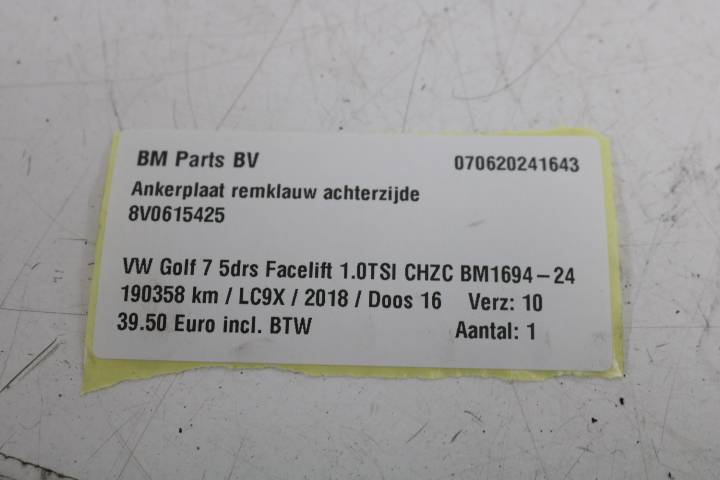 BM Parts BV 070620241643
Ankerplaat remklauw achterzijde
8V0615425
VW Golf 7 5drs Facelift 1.0TSI CHZC BM1694-24
190358 km / LC9X / 2018 / Doos 16 Verz: 10
39.50 Euro incl. BTW Aantal: 1